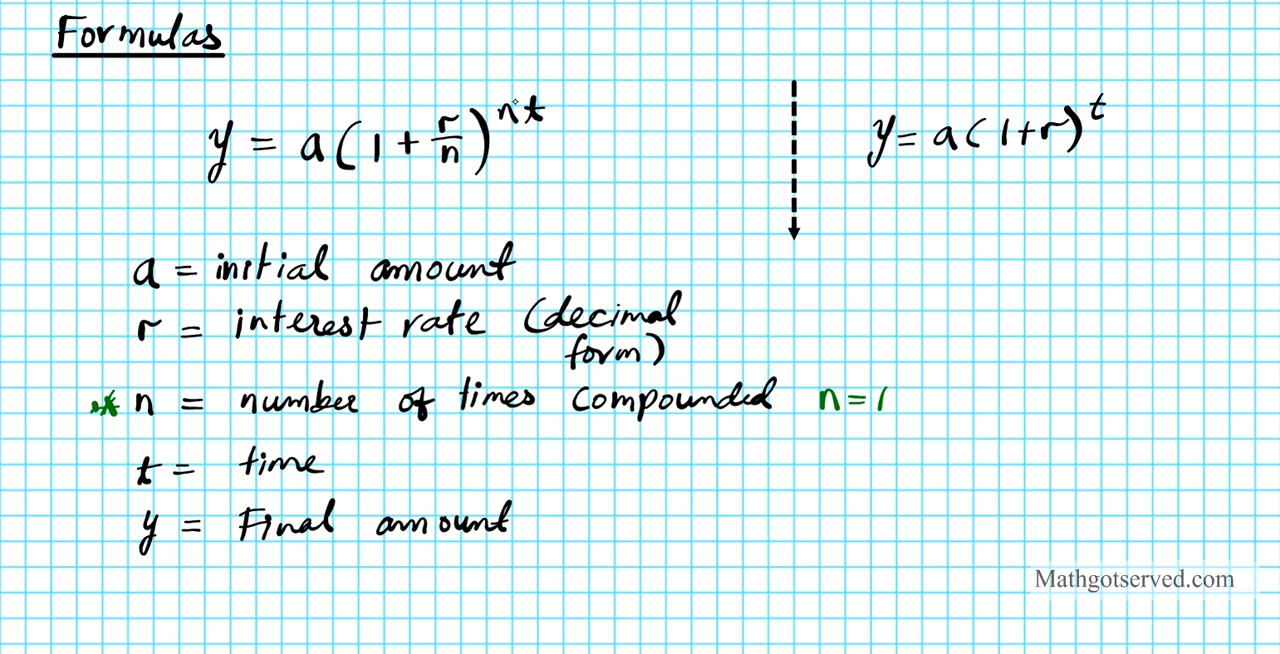 Formulas
y = a(1 + r/n)^nt
y = a(1+r)^t
a = initial amount
r = interest rate (decimal
form)
* n = number of times compounded n=1
t = time
y = Final amount
Mathgotserved.com